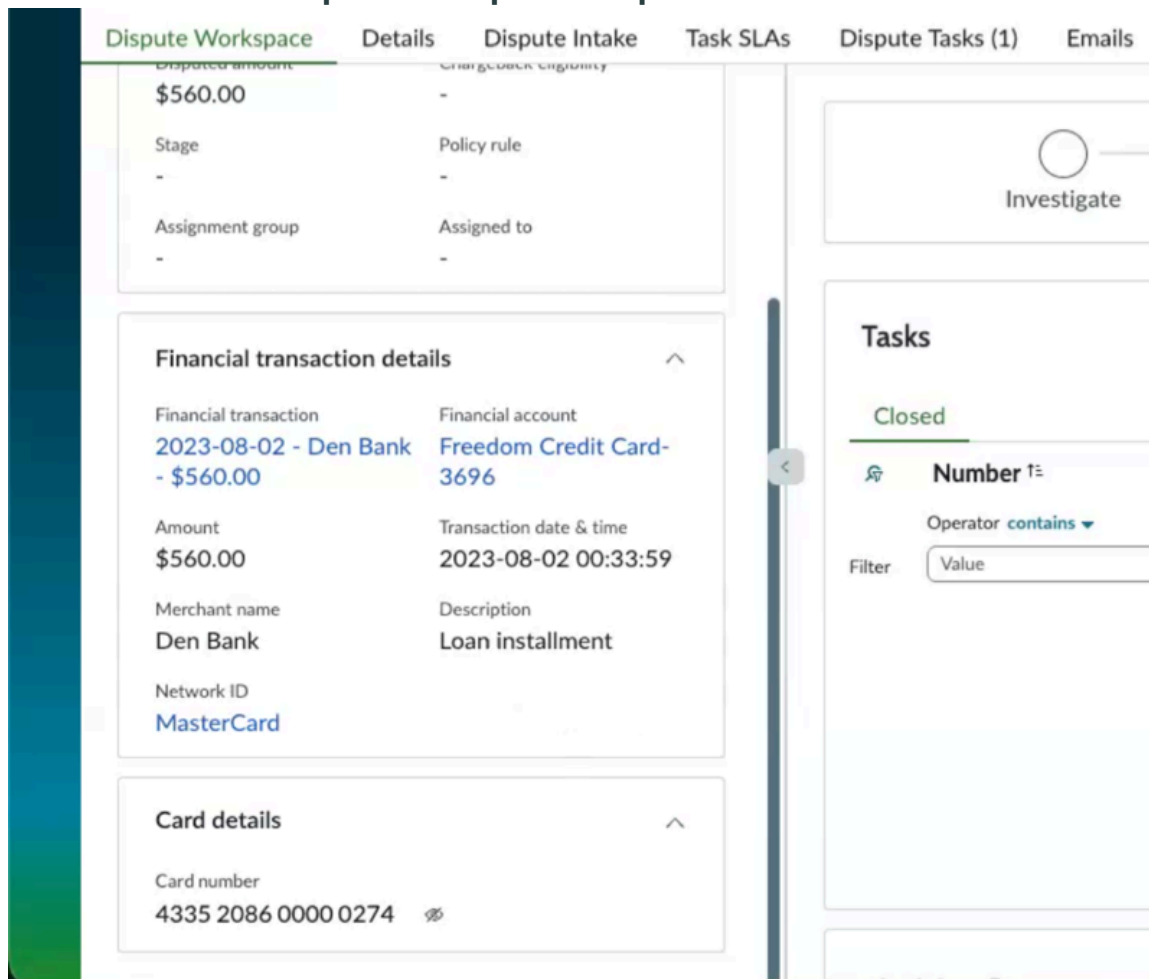 Dispute Workspace Details Dispute Intake Task SLAs Dispute Tasks (1) Emails
Disputed amount Chargeback eligibility
$560.00 -
Stage Policy rule
- -
Assignment group Assigned to
- -
Investigate
Financial transaction details
Financial transaction Financial account
2023-08-02 - Den Bank Freedom Credit Card-
- $560.00 3696
Amount Transaction date & time
$560.00 2023-08-02 00:33:59
Merchant name Description
Den Bank Loan installment
Network ID
MasterCard
Card details
Card number
4335 2086 0000 0274
Tasks
Closed
Number
Operator contains
Filter Value